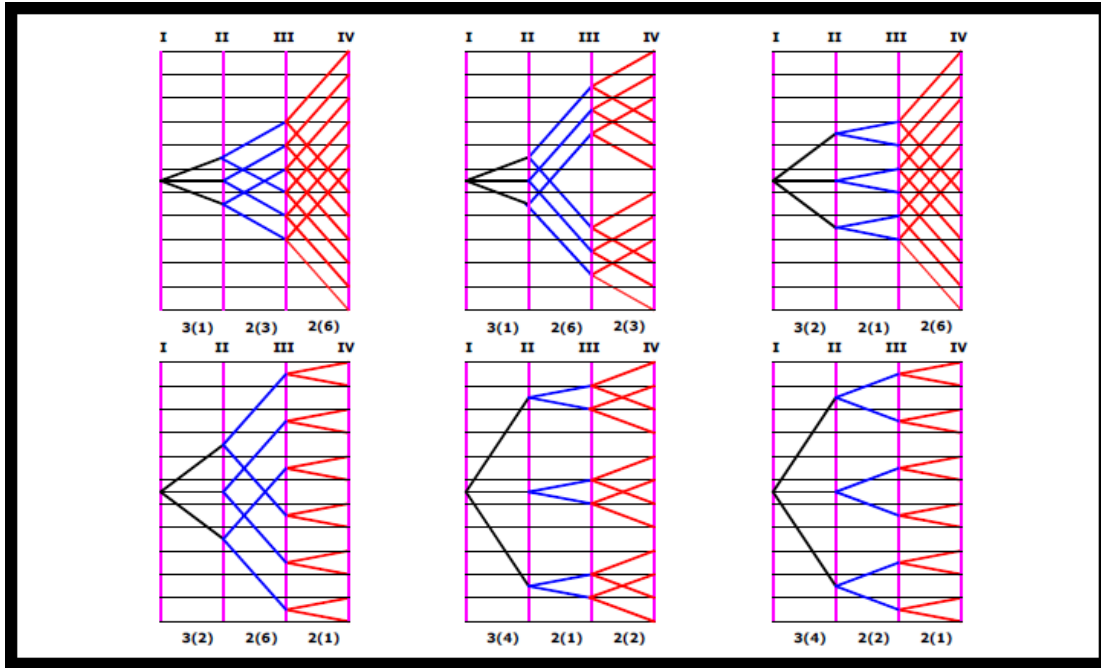 I II III IV I II III IV I II III IV
3(1) 2(3) 2(6) 3(1) 2(6) 2(3) 3(2) 2(1) 2(6)
I II III IV I II III IV I II III IV
3(2) 2(6) 2(1) 3(4) 2(1) 2(2) 3(4) 2(2) 2(1)